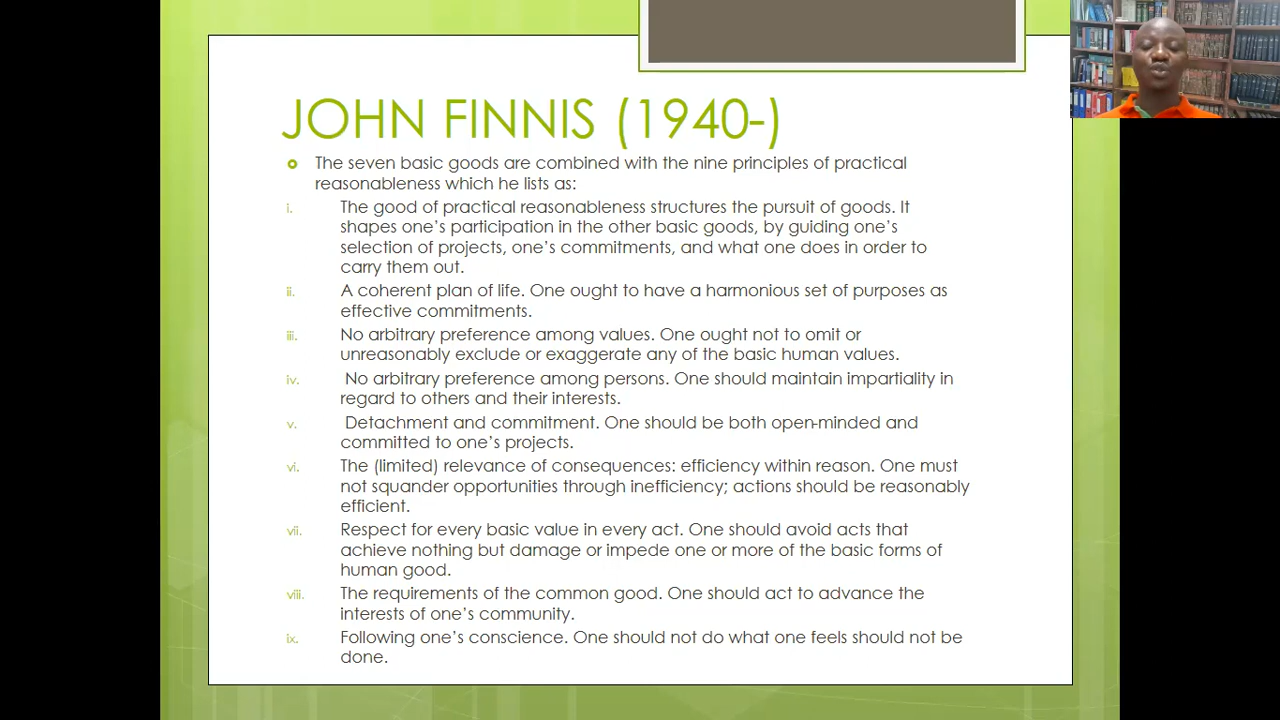 JOHN FINNIS (1940-)
The seven basic goods are combined with the nine principles of practical
reasonableness which he lists as:
i. The good of practical reasonableness structures the pursuit of goods. It
shapes one's participation in the other basic goods, by guiding one's
selection of projects, one's commitments, and what one does in order to
carry them out.
ii. A coherent plan of life. One ought to have a harmonious set of purposes as
effective commitments.
iii. No arbitrary preference among values. One ought not to omit or
unreasonably exclude or exaggerate any of the basic human values.
iv. No arbitrary preference among persons. One should maintain impartiality in
regard to others and their interests.
v. Detachment and commitment. One should be both open-minded and
committed to one's projects.
vi. The (limited) relevance of consequences: efficiency within reason. One must
not squander opportunities through inefficiency; actions should be reasonably
efficient.
vii. Respect for every basic value in every act. One should avoid acts that
achieve nothing but damage or impede one or more of the basic forms of
human good.
viii. The requirements of the common good. One should act to advance the
interests of one's community.
ix. Following one's conscience. One should not do what one feels should not be
done.